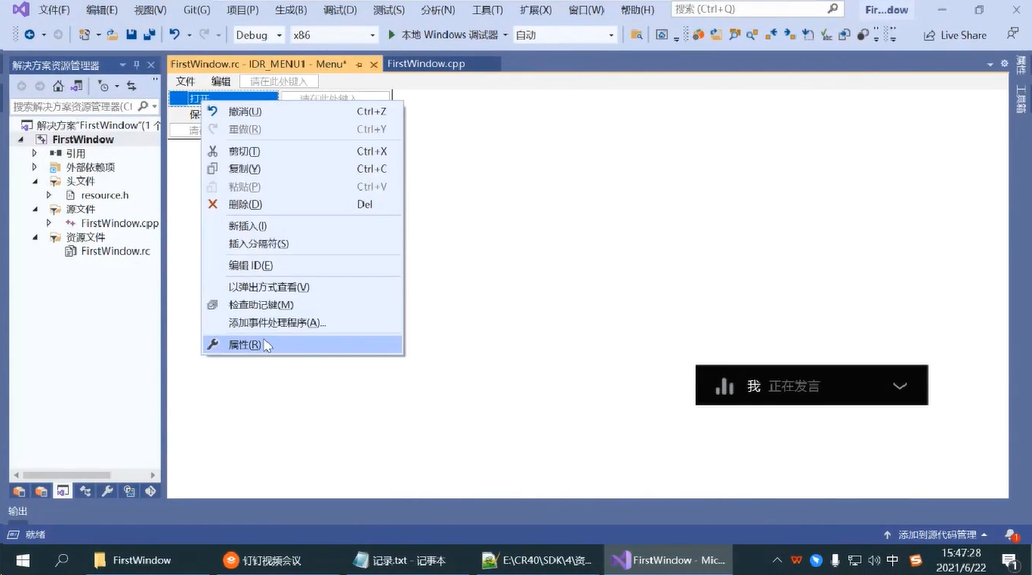 文件(F) 编辑(E) 视图(V) Git(G) 项目(P) 生成(B) 调试(D) 测试(S) 分析(N) 工具(T) 扩展(X) 窗口(W) 帮助(H) 搜索 (Ctrl+Q) Fir...dow
Debug x86 本地 Windows 调试器 自动 Live Share
解决方案资源管理器
FirstWindow.rc - IDR_MENU1 - Menu* FirstWindow.cpp
属性
工具箱
文件 编辑 请在此处键入
打开 请在此处键入
搜索解决方案资源管理器(C
解决方案"FirstWindow"(1 个
FirstWindow
引用
外部依赖项
头文件
resource.h
源文件
FirstWindow.cpp
资源文件
FirstWindow.rc
撤消(U) Ctrl+Z
重做(R) Ctrl+Y
剪切(T) Ctrl+X
复制(Y) Ctrl+C
粘贴(P) Ctrl+V
删除(D) Del
新插入(I)
插入分隔符(S)
编辑 ID(E)
以弹出方式查看(V)
检查助记键(M)
添加事件处理程序(A)...
属性(R)
我 正在发言
输出
就绪 添加到源代码管理 1
FirstWindow 钉钉视频会议 记录.txt - 记事本 E:\CR40\SDK\4\资... FirstWindow - Mic... 中 15:47:28
2021/6/22 1